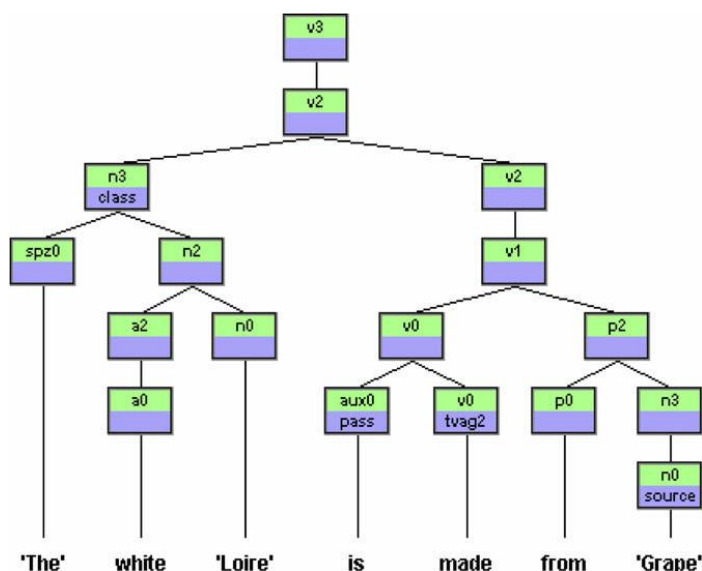 v3
v2
n3 v2
class
spz0 n2 v1
a2 n0 v0 p2
a0 aux0 v0 p0 n3
pass tvag2
n0
source
'The' white 'Loire' is made from 'Grape'